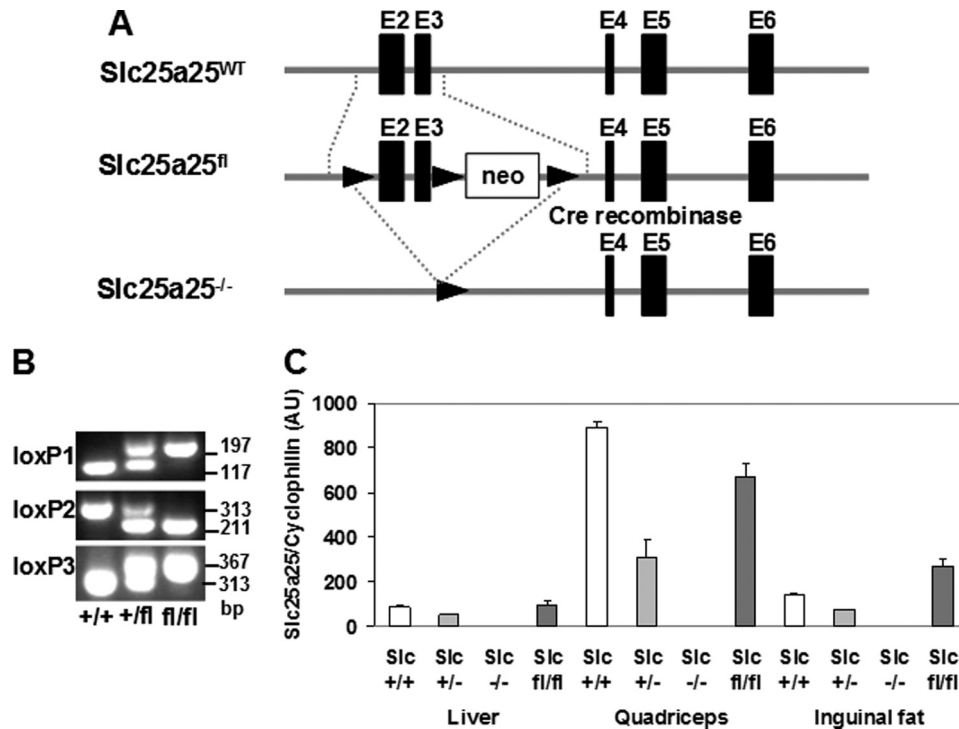 A
E2 E3 E4 E5 E6
Slc25a25WT
E2 E3 E4 E5 E6
Slc25a25fl
neo
Cre recombinase
E4 E5 E6
Slc25a25-/-
B
loxP1
197
117
loxP2
313
211
loxP3
367
313
bp
+/+ +/fl fl/fl
C
Slc25a25/Cyclophilin (AU)
1000
800
600
400
200
0
Slc Slc Slc Slc Slc Slc Slc Slc Slc Slc Slc Slc
+/+ +/- -/- fl/fl +/+ +/- -/- fl/fl +/+ +/- -/- fl/fl
Liver Quadriceps Inguinal fat